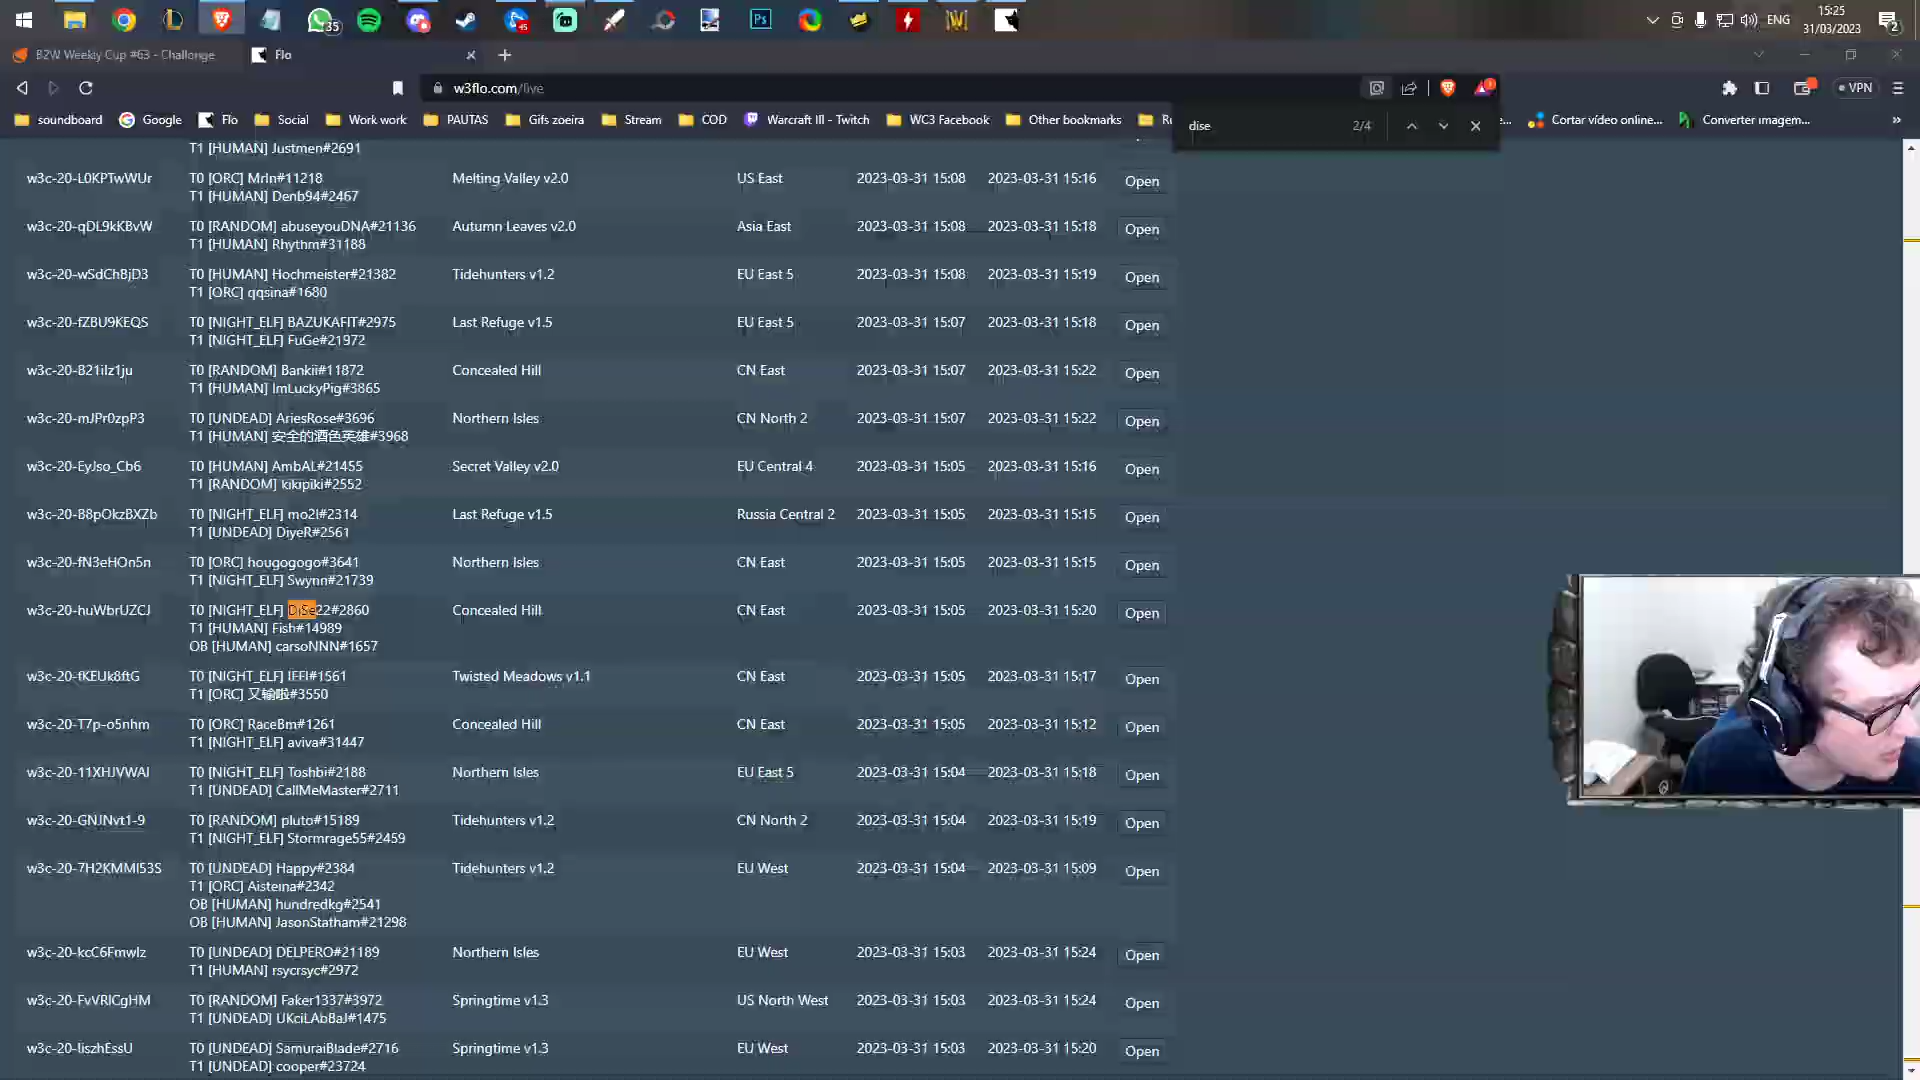 35
45
ENG
15:25
31/03/2023
2
B2W Weekly Cup #63 - Challenge
Flo
w3flo.com/live
VPN
soundboard
Google
Flo
Social
Work work
PAUTAS
Gifs zoeira
Stream
COD
Warcraft III - Twitch
WC3 Facebook
Other bookmarks
dise
2/4
Cortar vídeo online...
Converter imagem...
T1 [HUMAN] Justmen#2691
w3c-20-L0KPTwWUr T0 [ORC] Mrln#11218 Melting Valley v2.0 US East 2023-03-31 15:08 2023-03-31 15:16 Open
T1 [HUMAN] Denb94#2467
w3c-20-qDL9kKBvW T0 [RANDOM] abuseyouDNA#21136 Autumn Leaves v2.0 Asia East 2023-03-31 15:08 2023-03-31 15:18 Open
T1 [HUMAN] Rhythm#31188
w3c-20-wSdChBjD3 T0 [HUMAN] Hochmeister#21382 Tidehunters v1.2 EU East 5 2023-03-31 15:08 2023-03-31 15:19 Open
T1 [ORC] qqsina#1680
w3c-20-fZBU9KEQS T0 [NIGHT_ELF] BAZUKAFIT#2975 Last Refuge v1.5 EU East 5 2023-03-31 15:07 2023-03-31 15:18 Open
T1 [NIGHT_ELF] FuGe#21972
w3c-20-821iIz1ju T0 [RANDOM] Bankii#11872 Concealed Hill CN East 2023-03-31 15:07 2023-03-31 15:22 Open
T1 [HUMAN] ImLuckyPig#3865
w3c-20-mJPr0zpP3 T0 [UNDEAD] AriesRose#3696 Northern Isles CN North 2 2023-03-31 15:07 2023-03-31 15:22 Open
T1 [HUMAN] 安全的酒色英雄#3968
w3c-20-EyJso_Cb6 T0 [HUMAN] AmbAL#21455 Secret Valley v2.0 EU Central 4 2023-03-31 15:05 2023-03-31 15:16 Open
T1 [RANDOM] kikipiki#2552
w3c-20-88pOkzBXZb T0 [NIGHT_ELF] mo2l#2314 Last Refuge v1.5 Russia Central 2 2023-03-31 15:05 2023-03-31 15:15 Open
T1 [UNDEAD] DiyeR#2561
w3c-20-fN3eHOn5n T0 [ORC] hougogogo#3641 Northern Isles CN East 2023-03-31 15:05 2023-03-31 15:15 Open
T1 [NIGHT_ELF] Swynn#21739
w3c-20-huWbrUZCJ T0 [NIGHT_ELF] DiSe22#2860 Concealed Hill CN East 2023-03-31 15:05 2023-03-31 15:20 Open
T1 [HUMAN] Fish#14989
OB [HUMAN] carsoNNN#1657
w3c-20-fKEUk8ftG T0 [NIGHT_ELF] IFFI#1561 Twisted Meadows v1.1 CN East 2023-03-31 15:05 2023-03-31 15:17 Open
T1 [ORC] 又输啦#3550
w3c-20-T7p-o5nhm T0 [ORC] RaceBm#1261 Concealed Hill CN East 2023-03-31 15:05 2023-03-31 15:12 Open
T1 [NIGHT_ELF] aviva#31447
w3c-20-11XHJVWAl T0 [NIGHT_ELF] Toshbi#2188 Northern Isles EU East 5 2023-03-31 15:04 2023-03-31 15:18 Open
T1 [UNDEAD] CallMeMaster#2711
w3c-20-GNJNvt1-9 T0 [RANDOM] pluto#15189 Tidehunters v1.2 CN North 2 2023-03-31 15:04 2023-03-31 15:19 Open
T1 [NIGHT_ELF] Stormrage55#2459
w3c-20-7H2KMMI53S T0 [UNDEAD] Happy#2384 Tidehunters v1.2 EU West 2023-03-31 15:04 2023-03-31 15:09 Open
T1 [ORC] Aisteina#2342
OB [HUMAN] hundredkg#2541
OB [HUMAN] JasonStatham#21298
w3c-20-kcC6FmwIz T0 [UNDEAD] DELPERO#21189 Northern Isles EU West 2023-03-31 15:03 2023-03-31 15:24 Open
T1 [HUMAN] rsycrsyc#2972
w3c-20-FvVRlCgHM T0 [RANDOM] Faker1337#3972 Springtime v1.3 US North West 2023-03-31 15:03 2023-03-31 15:24 Open
T1 [UNDEAD] UKciLAbBaJ#1475
w3c-20-liszhEssU T0 [UNDEAD] SamuraiBlade#2716 Springtime v1.3 EU West 2023-03-31 15:03 2023-03-31 15:20 Open
T1 [UNDEAD] cooper#23724